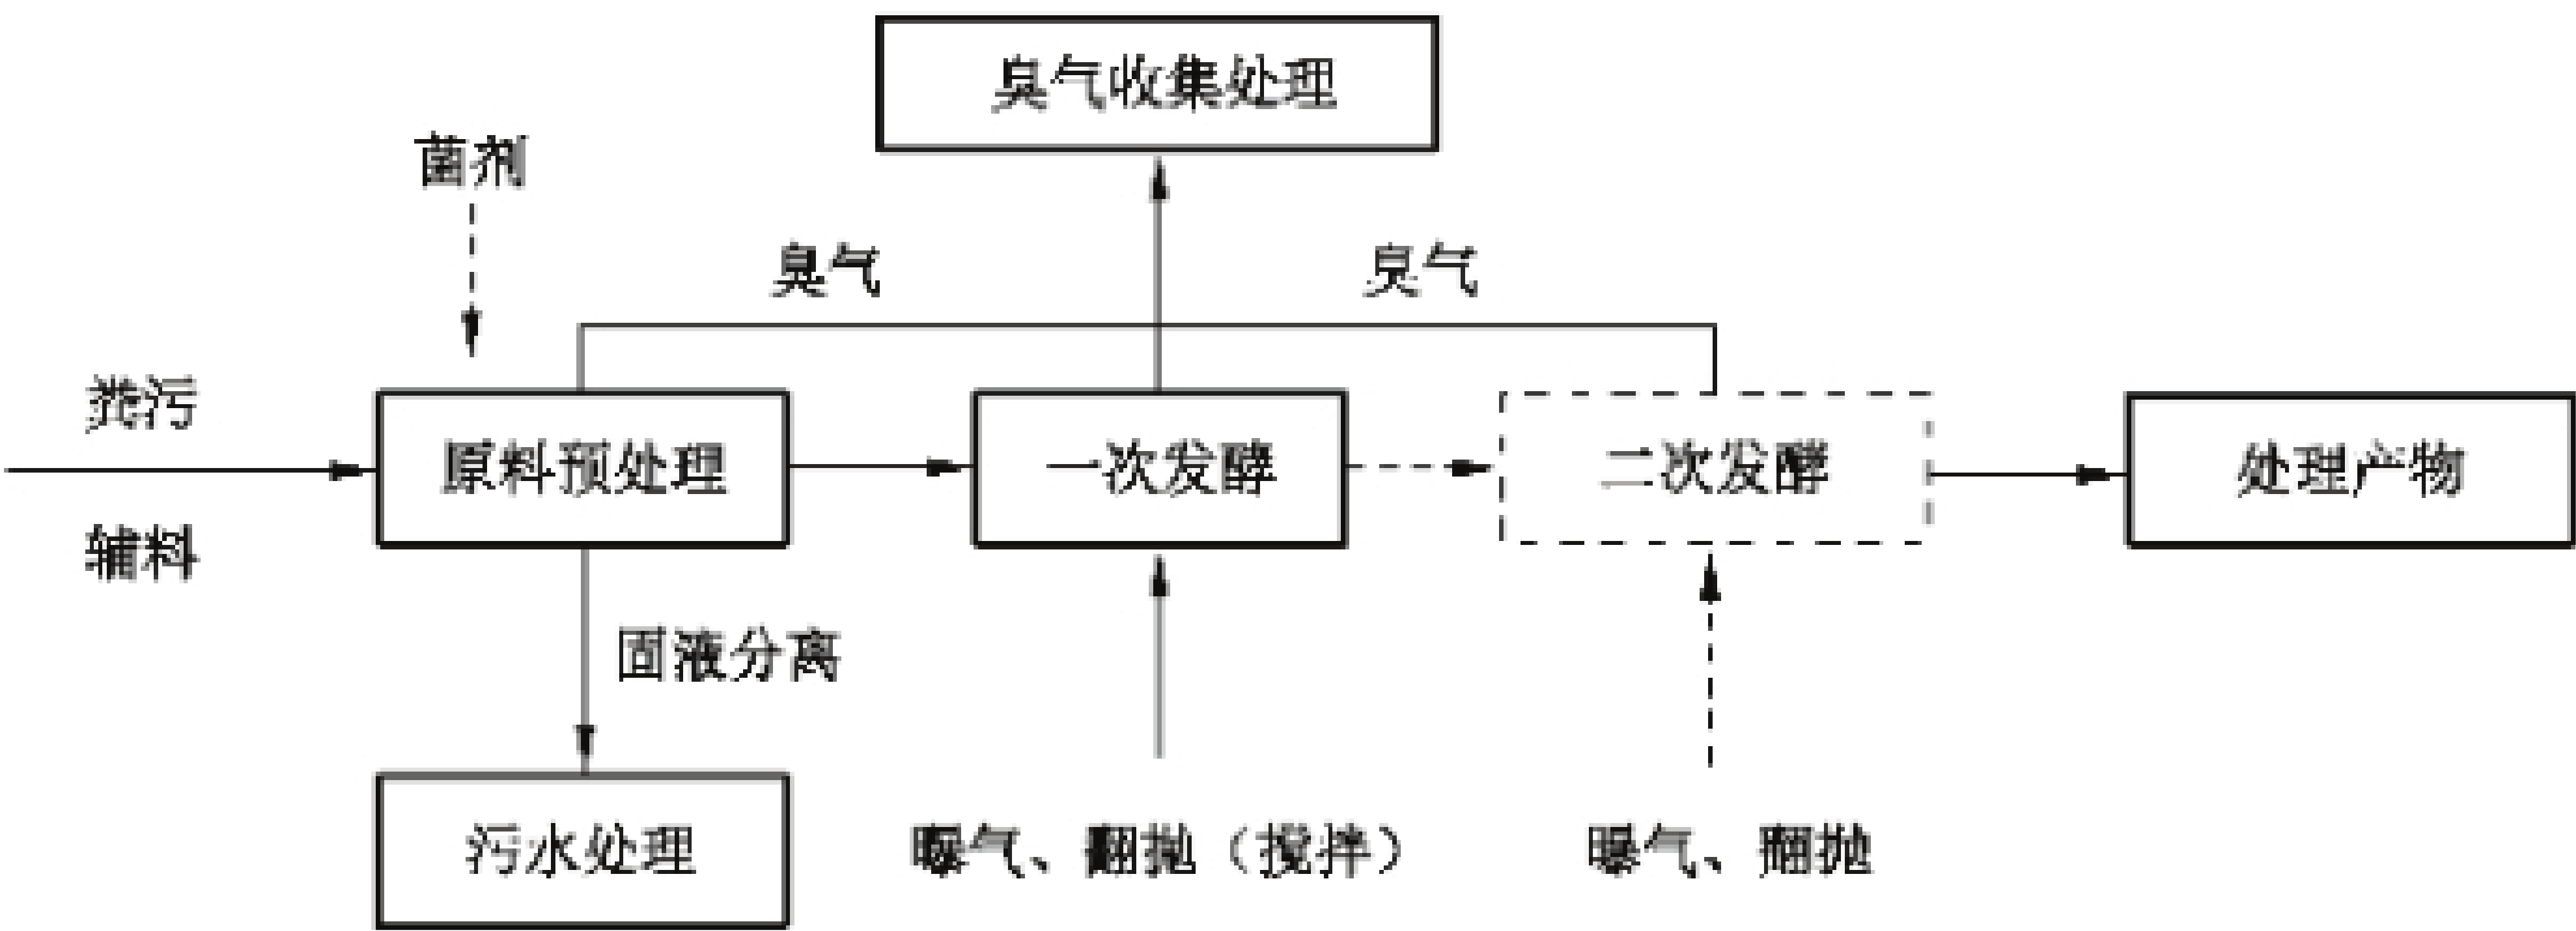 臭气收集处理
菌剂
臭气
臭气
粪污
原料预处理
一次发酵
二次发酵
处理产物
辅料
固液分离
污水处理
曝气、翻抛（搅拌）
曝气、翻抛